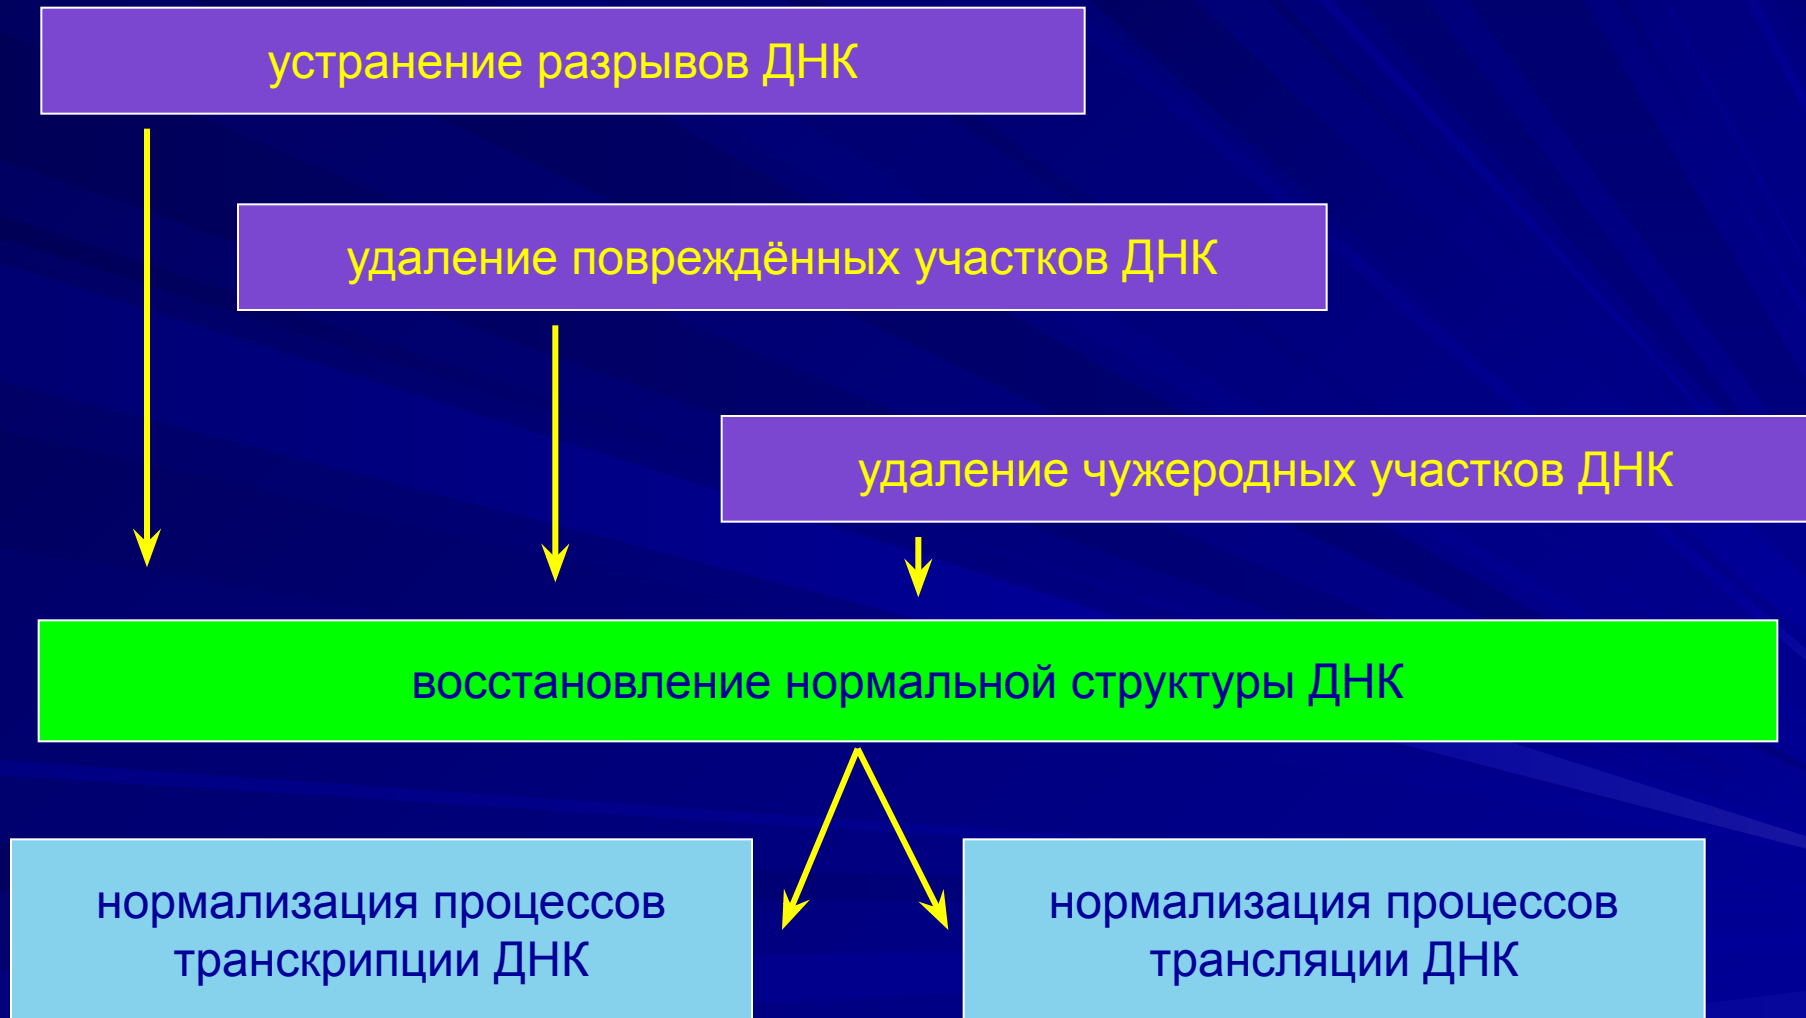 устранение разрывов ДНК
удаление повреждённых участков ДНК
удаление чужеродных участков ДНК
восстановление нормальной структуры ДНК
нормализация процессов
транскрипции ДНК
нормализация процессов
трансляции ДНК